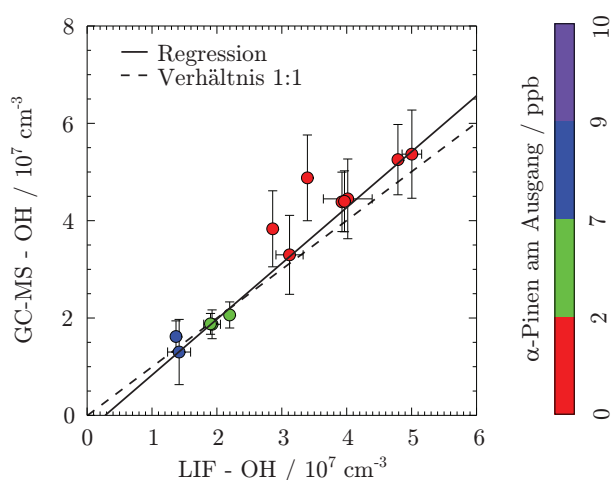 8
6
4
2
0
GC-MS - OH / 10⁷ cm⁻³
Regression
Verhältnis 1:1
0 1 2 3 4 5 6
LIF - OH / 10⁷ cm⁻³
α-Pinen am Ausgang / ppb
10
9
7
2
0